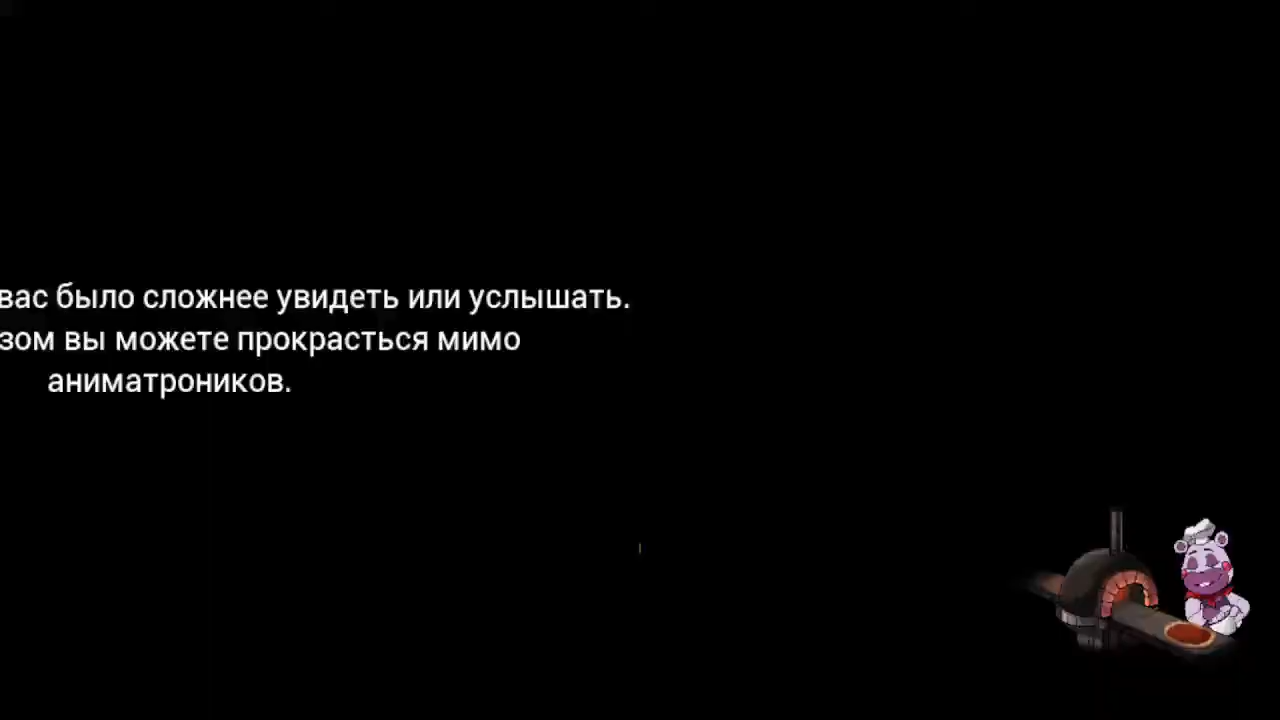 вас было сложнее увидеть или услышать.
зом вы можете прокрасться мимо
аниматроников.